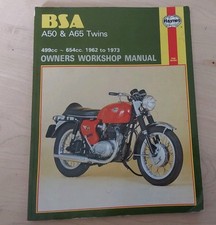 BSA
Haynes
A50 & A65 Twins
499cc – 654cc. 1962 to 1973
OWNERS WORKSHOP MANUAL